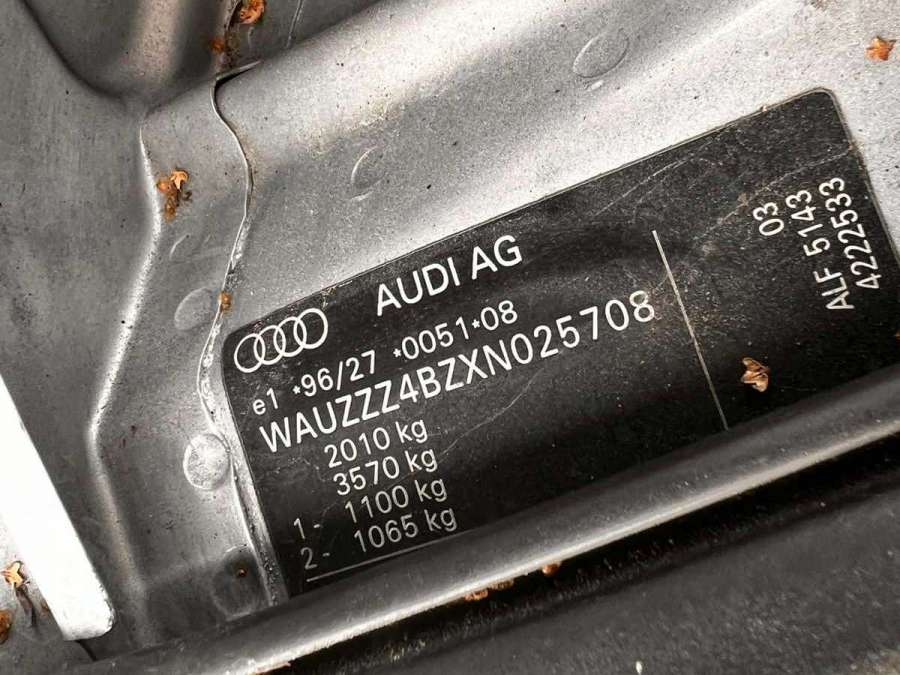 AUDI AG
e1 *96/27 *0051*08
WAUZZZ4BZXN025708
2010 kg
3570 kg
1- 1100 kg
2- 1065 kg
03
ALF 5143
4222533